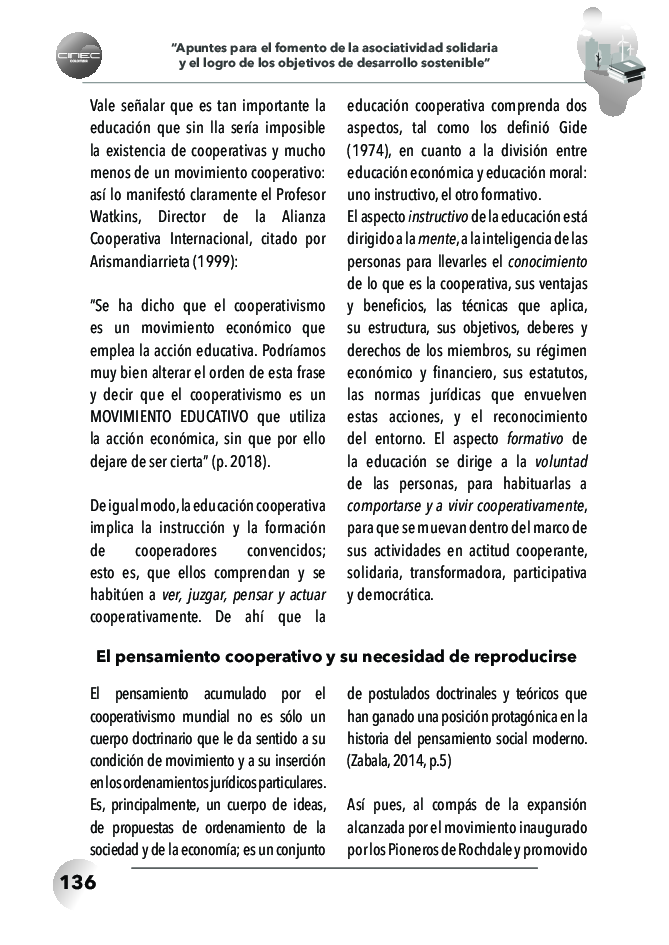 CINEC
"Apuntes para el fomento de la asociatividad solidaria
y el logro de los objetivos de desarrollo sostenible"
Vale señalar que es tan importante la
educación que sin lla sería imposible
la existencia de cooperativas y mucho
menos de un movimiento cooperativo:
así lo manifestó claramente el Profesor
Watkins, Director de la Alianza
Cooperativa Internacional, citado por
Arismandiarrieta (1999):
"Se ha dicho que el cooperativismo
es un movimiento económico que
emplea la acción educativa. Podríamos
muy bien alterar el orden de esta frase
y decir que el cooperativismo es un
MOVIMIENTO EDUCATIVO que utiliza
la acción económica, sin que por ello
dejare de ser cierta" (p. 2018).
De igual modo, la educación cooperativa
implica la instrucción y la formación
de cooperadores convencidos;
esto es, que ellos comprendan y se
habitúen a ver, juzgar, pensar y actuar
cooperativamente. De ahí que la
educación cooperativa comprenda dos
aspectos, tal como los definió Gide
(1974), en cuanto a la división entre
educación económica y educación moral:
uno instructivo, el otro formativo.
El aspecto instructivo de la educación está
dirigido a la mente, a la inteligencia de las
personas para llevarles el conocimiento
de lo que es la cooperativa, sus ventajas
y beneficios, las técnicas que aplica,
su estructura, sus objetivos, deberes y
derechos de los miembros, su régimen
económico y financiero, sus estatutos,
las normas jurídicas que envuelven
estas acciones, y el reconocimiento
del entorno. El aspecto formativo de
la educación se dirige a la voluntad
de las personas, para habituarlas a
comportarse y a vivir cooperativamente,
para que se muevan dentro del marco de
sus actividades en actitud cooperante,
solidaria, transformadora, participativa
y democrática.
El pensamiento cooperativo y su necesidad de reproducirse
El pensamiento acumulado por el
cooperativismo mundial no es sólo un
cuerpo doctrinario que le da sentido a su
condición de movimiento y a su inserción
en los ordenamientos jurídicos particulares.
Es, principalmente, un cuerpo de ideas,
de propuestas de ordenamiento de la
sociedad y de la economía; es un conjunto
de postulados doctrinales y teóricos que
han ganado una posición protagónica en la
historia del pensamiento social moderno.
(Zabala, 2014, p.5)
Así pues, al compás de la expansión
alcanzada por el movimiento inaugurado
por los Pioneros de Rochdale y promovido
136